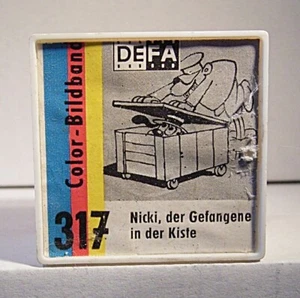 DEFA
Color-Bildband
317
Nicki, der Gefangene
in der Kiste